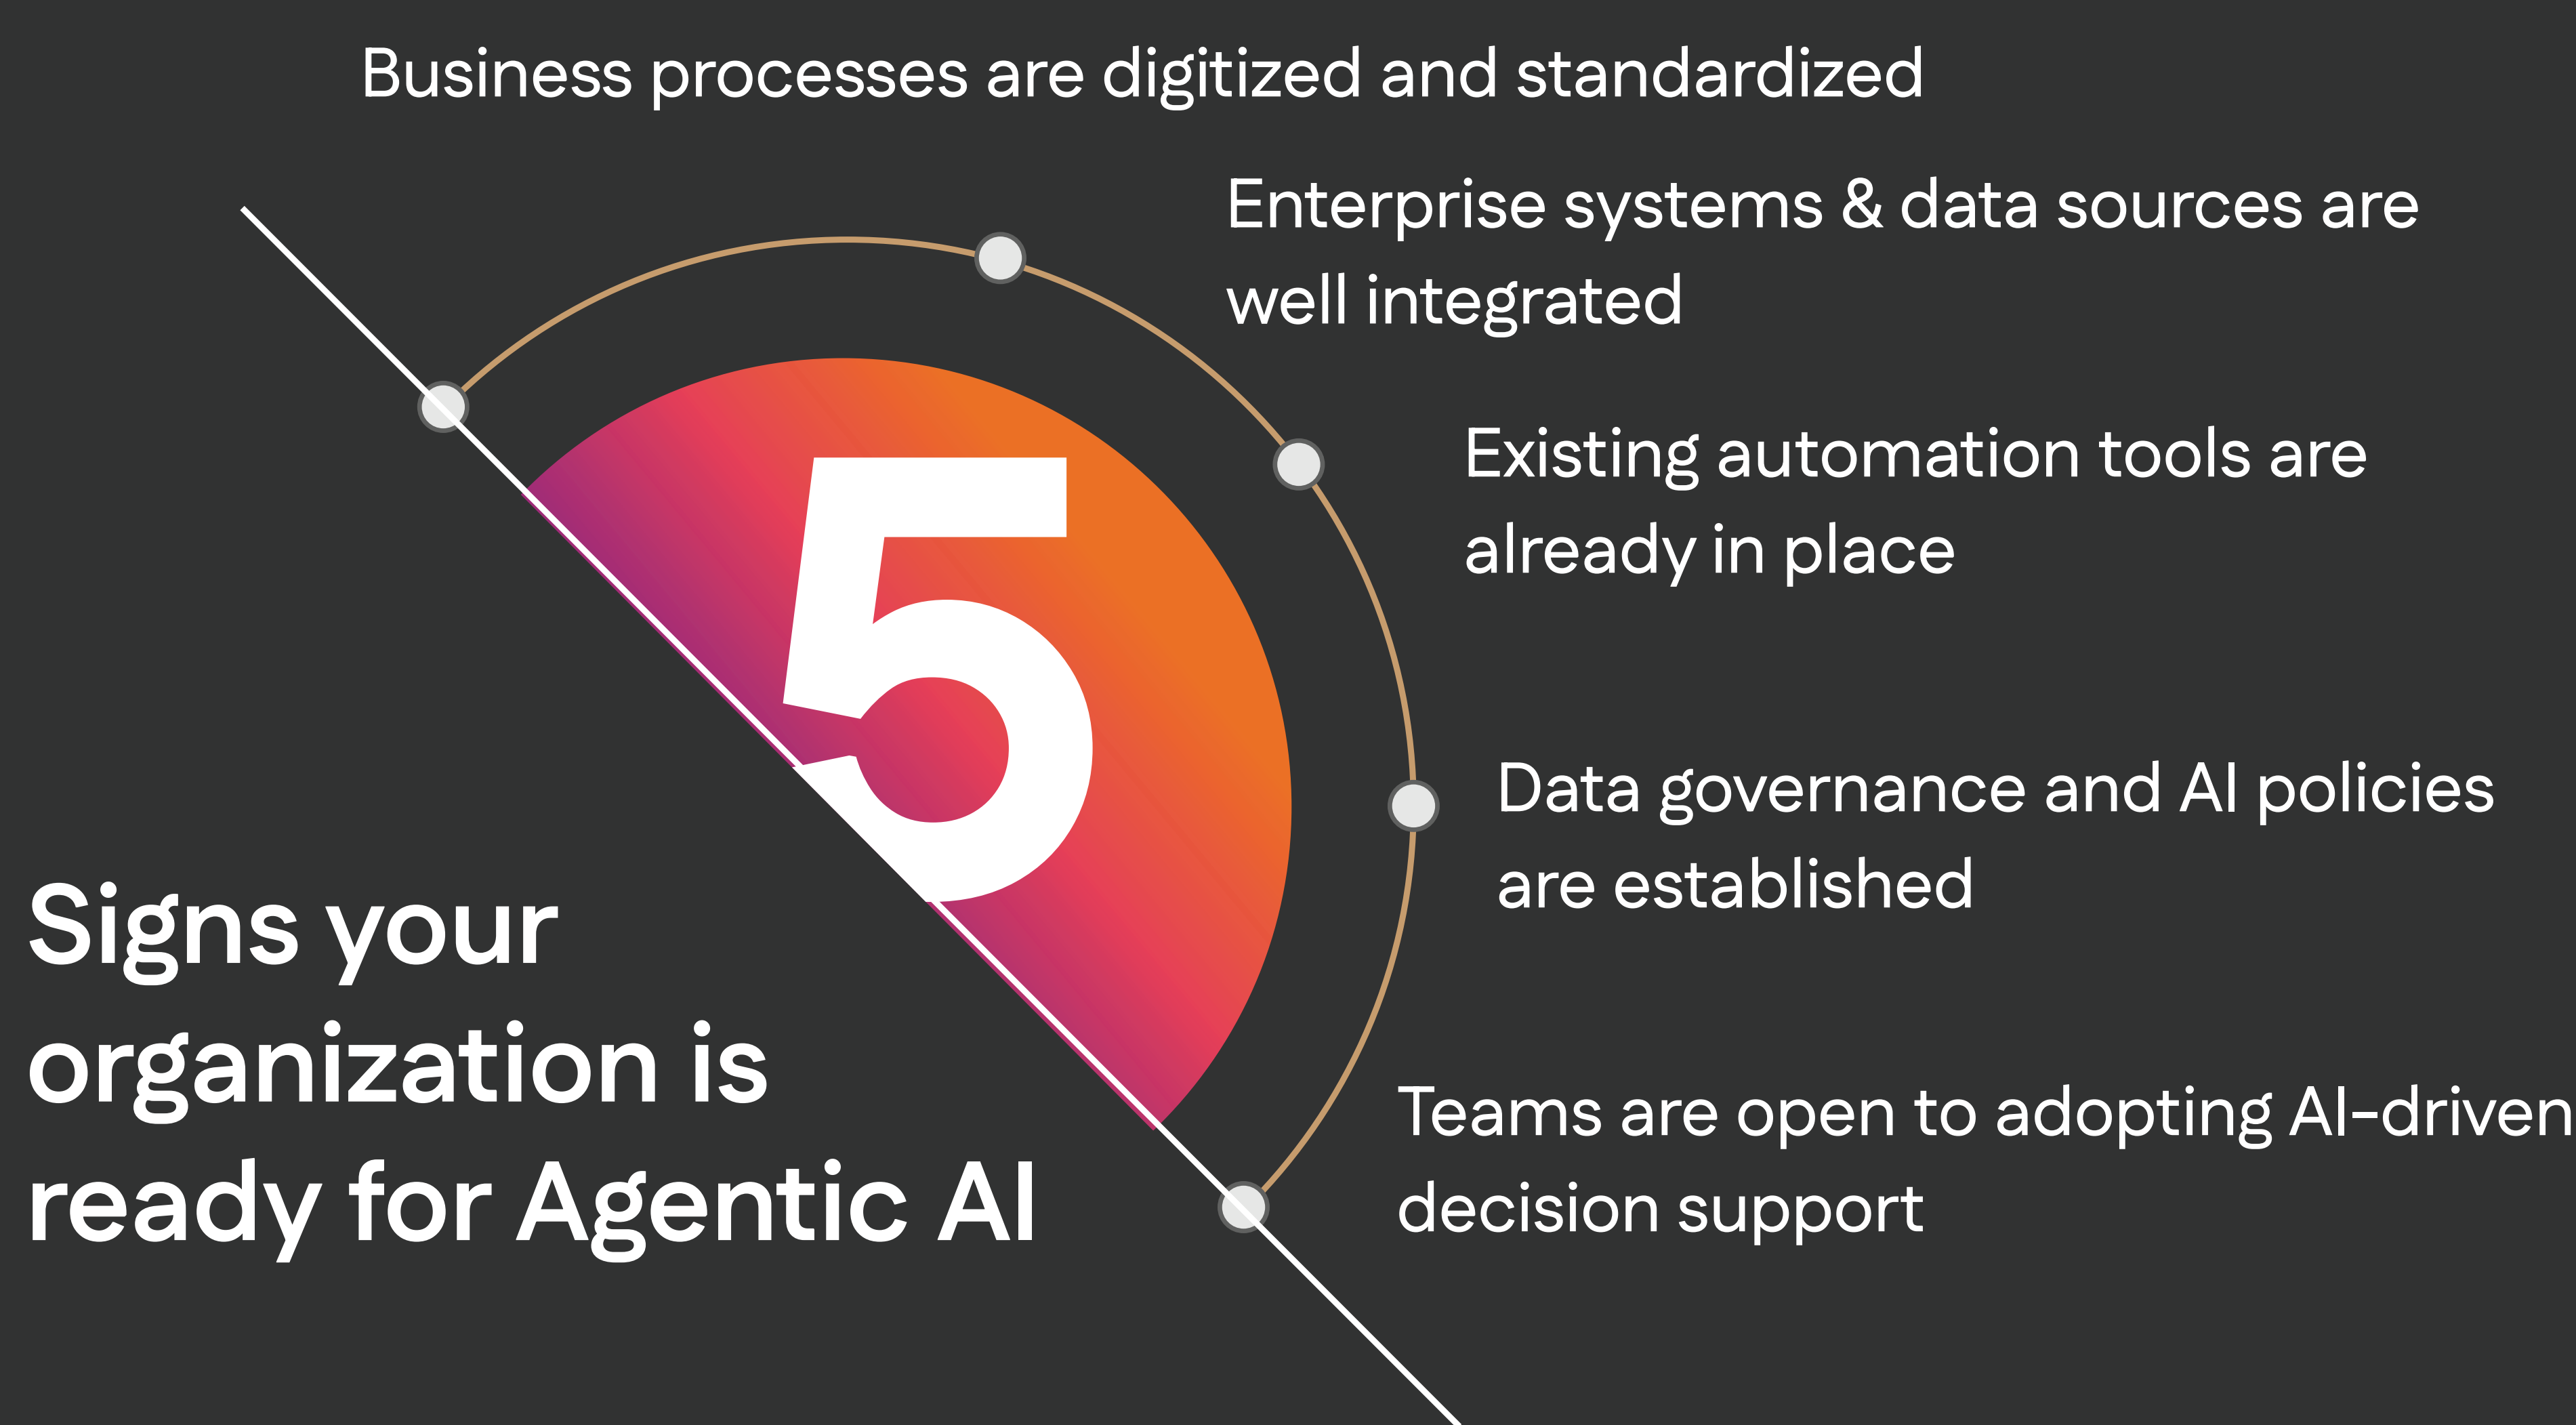 Business processes are digitized and standardized
Enterprise systems & data sources are
well integrated
Existing automation tools are
already in place
5
Data governance and AI policies
are established
Signs your
organization is
ready for Agentic AI
Teams are open to adopting AI-driven
decision support